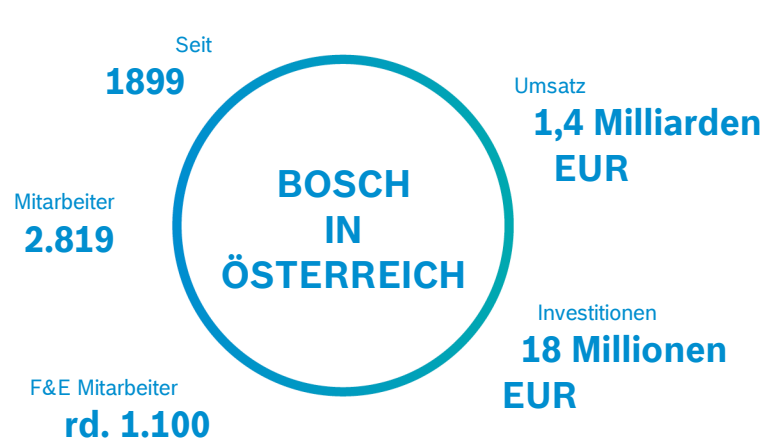 Seit
1899
Mitarbeiter
2.819
F&E Mitarbeiter
rd. 1.100
BOSCH
IN
ÖSTERREICH
Umsatz
1,4 Milliarden
EUR
Investitionen
18 Millionen
EUR